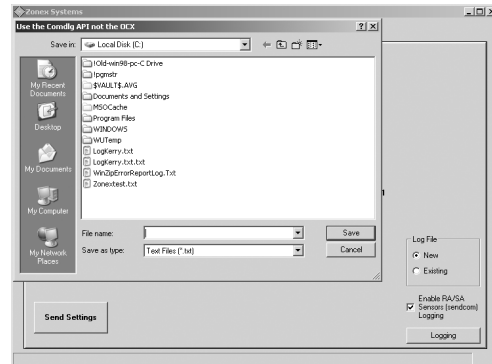 Zonex Systems
Use the Comdlg API not the OCX
Save in:
Local Disk (C:)
My Recent Documents
Desktop
My Documents
My Computer
My Network Places
!Old-win98-pc-C Drive
!pgmstr
$VAULT$.AVG
Documents and Settings
MSOCache
Program Files
WINDOWS
WUTemp
LogKerry.txt
LogKerry.txt.txt
WinZipErrorReportLog.Txt
Zonextest.txt
File name:
Save
Save as type:
Text Files (*.txt)
Cancel
Log File
New
Existing
Enable RA/SA
Sensors (sendcom)
Logging
Send Settings
Logging